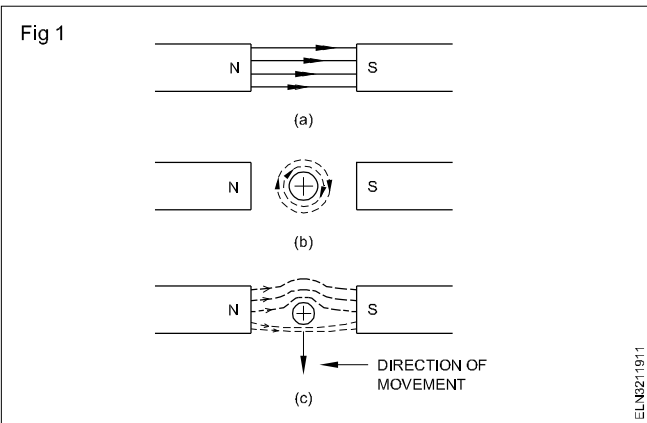 Fig 1
N S
(a)
N S
(b)
N S
DIRECTION OF
MOVEMENT
(c)
ELN3211911